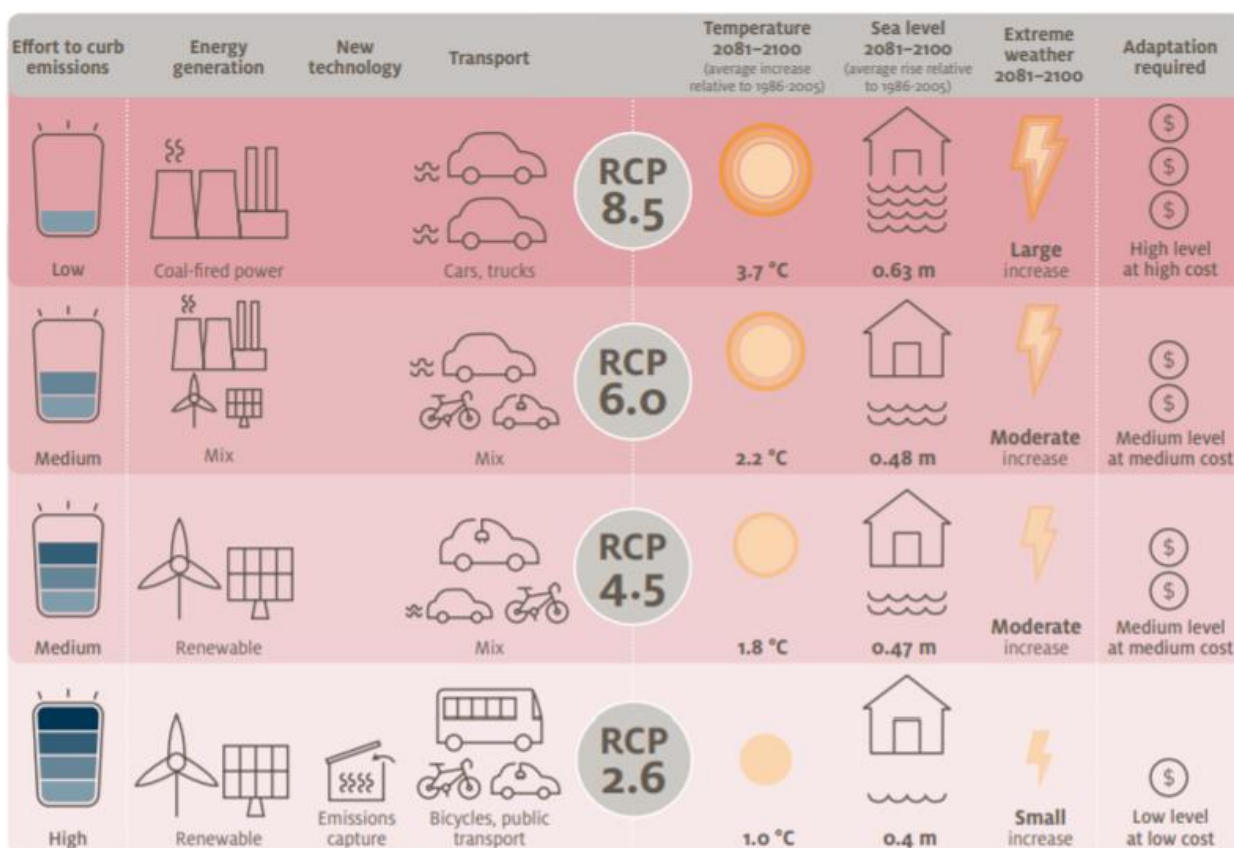 Effort to curb
emissions
Energy
generation
New
technology
Transport
Temperature
2081–2100
(average increase
relative to 1986-2005)
Sea level
2081–2100
(average rise relative
to 1986-2005)
Extreme
weather
2081–2100
Adaptation
required
Low
Coal-fired power
Cars, trucks
RCP
8.5
3.7 °C
0.63 m
Large
increase
$
$
$
High level
at high cost
Medium
Mix
Mix
RCP
6.0
2.2 °C
0.48 m
Moderate
increase
$
$
Medium level
at medium cost
Medium
Renewable
Mix
RCP
4.5
1.8 °C
0.47 m
Moderate
increase
$
$
Medium level
at medium cost
High
Renewable
Emissions
capture
Bicycles, public
transport
RCP
2.6
1.0 °C
0.4 m
Small
increase
$
Low level
at low cost